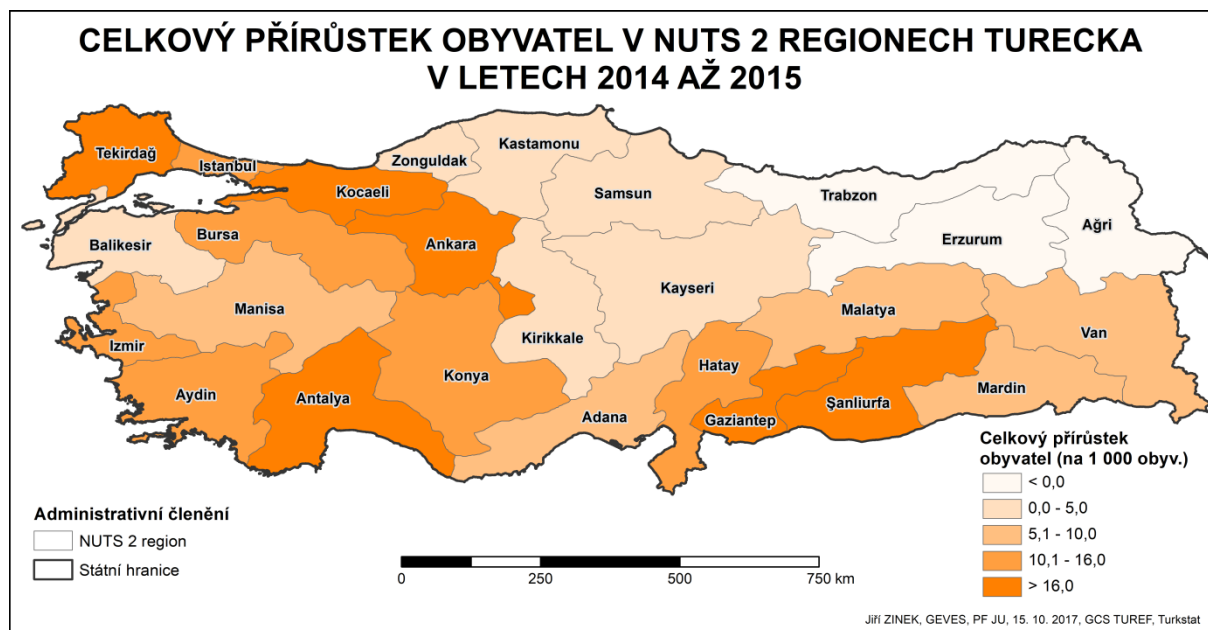 CELKOVÝ PŘÍRŮSTEK OBYVATEL V NUTS 2 REGIONECH TURECKA
V LETECH 2014 AŽ 2015
Tekirdağ
Istanbul
Zonguldak
Kastamonu
Kocaeli
Samsun
Trabzon
Ağri
Balikesir
Bursa
Ankara
Erzurum
Manisa
Kayseri
Malatya
Van
Izmir
Kirikkale
Aydin
Antalya
Konya
Hatay
Adana
Gaziantep
Şanliurfa
Mardin
Celkový přírůstek
obyvatel (na 1 000 obyv.)
< 0,0
0,0 - 5,0
5,1 - 10,0
10,1 - 16,0
> 16,0
Administrativní členění
NUTS 2 region
Státní hranice
0 250 500 750 km
Jiří ZINEK, GEVES, PF JU, 15. 10. 2017, GCS TUREF, Turkstat